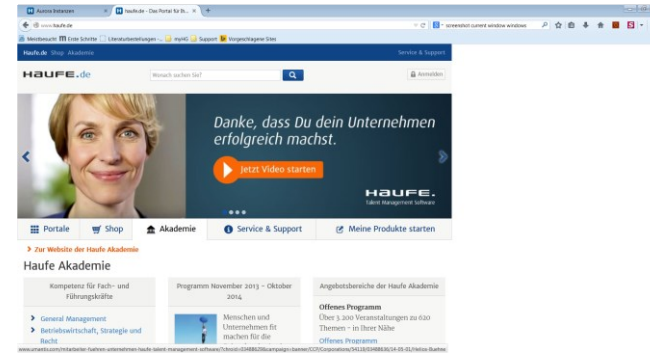 Aurora Instanzen
haufe.de - Das Portal für St...
www.haufe.de
screenshot current window windows
Meistbesucht Erste Schritte Literaturbestellungen -... myHG Support Vorgeschlagene Sites
Haufe.de Shop Akademie
Service & Support
HAUFE.de
Wonach suchen Sie?
Anmelden
Danke, dass Du dein Unternehmen
erfolgreich machst.
Jetzt Video starten
HAUFE.
Talent Management Software
Portale Shop Akademie Service & Support Meine Produkte starten
Zur Website der Haufe Akademie
Haufe Akademie
Kompetenz für Fach- und
Führungskräfte
General Management
Betriebswirtschaft, Strategie und
Recht
Programm November 2013 – Oktober
2014
Menschen und
Unternehmen fit
machen für die
Angebotsbereiche der Haufe Akademie
Offenes Programm
Über 3.200 Veranstaltungen zu 620
Themen – in Ihrer Nähe
Offenes Programm